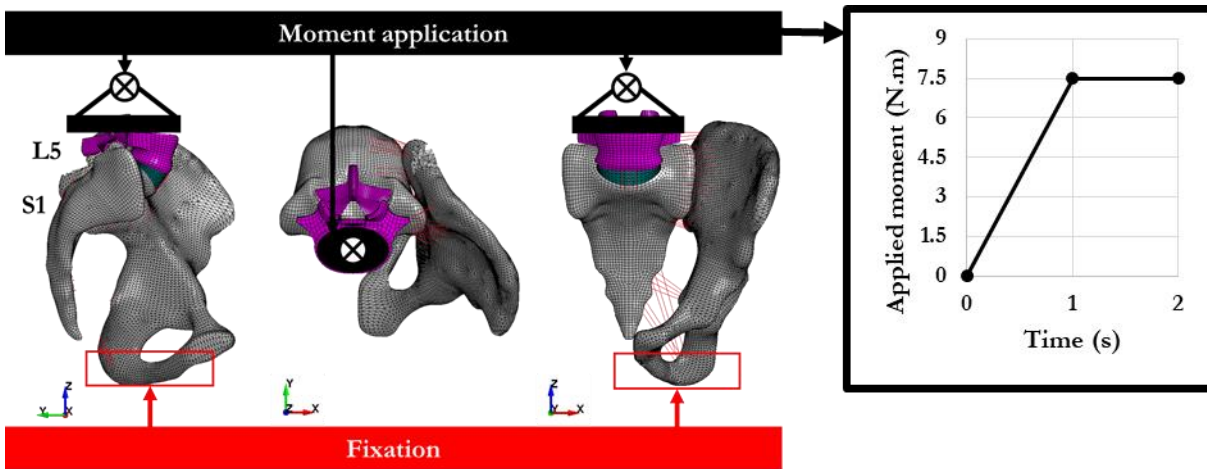 Moment application
L5
S1
Z
Y
X
Y
Z
X
Z
Y
X
Fixation
Applied moment (N.m)
9
7.5
6
4.5
3
1.5
0
0
1
2
Time (s)